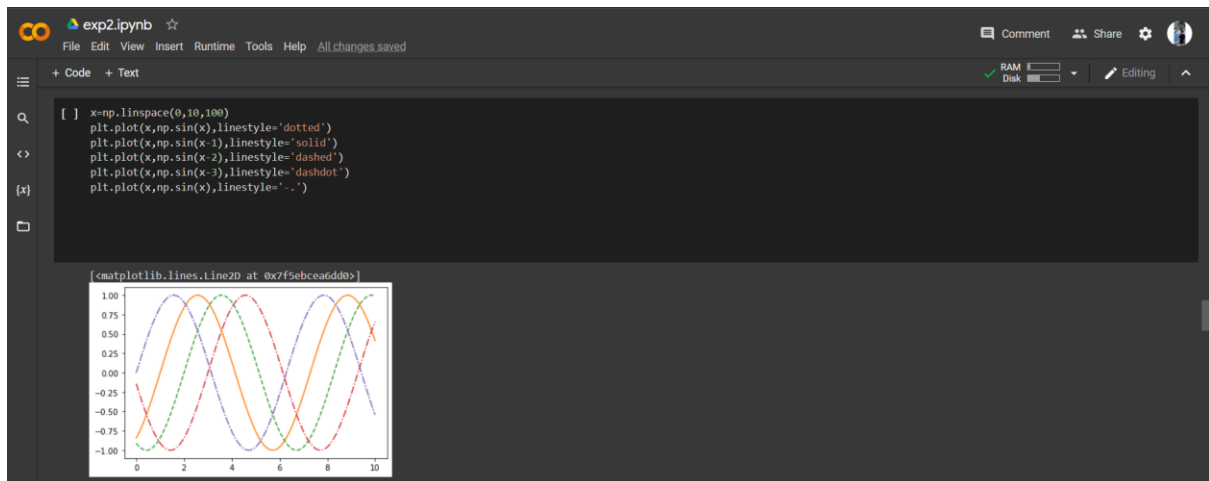 CO
exp2.ipynb
File Edit View Insert Runtime Tools Help All changes saved
Comment Share
+ Code + Text
RAM
Disk
Editing
[ ] x=np.linspace(0,10,100)
plt.plot(x,np.sin(x),linestyle='dotted')
plt.plot(x,np.sin(x-1),linestyle='solid')
plt.plot(x,np.sin(x-2),linestyle='dashed')
plt.plot(x,np.sin(x-3),linestyle='dashdot')
plt.plot(x,np.sin(x),linestyle='-.')
{x}
[<matplotlib.lines.Line2D at 0x7f5ebcea6dd0>]
1.00
0.75
0.50
0.25
0.00
−0.25
−0.50
−0.75
−1.00
0 2 4 6 8 10